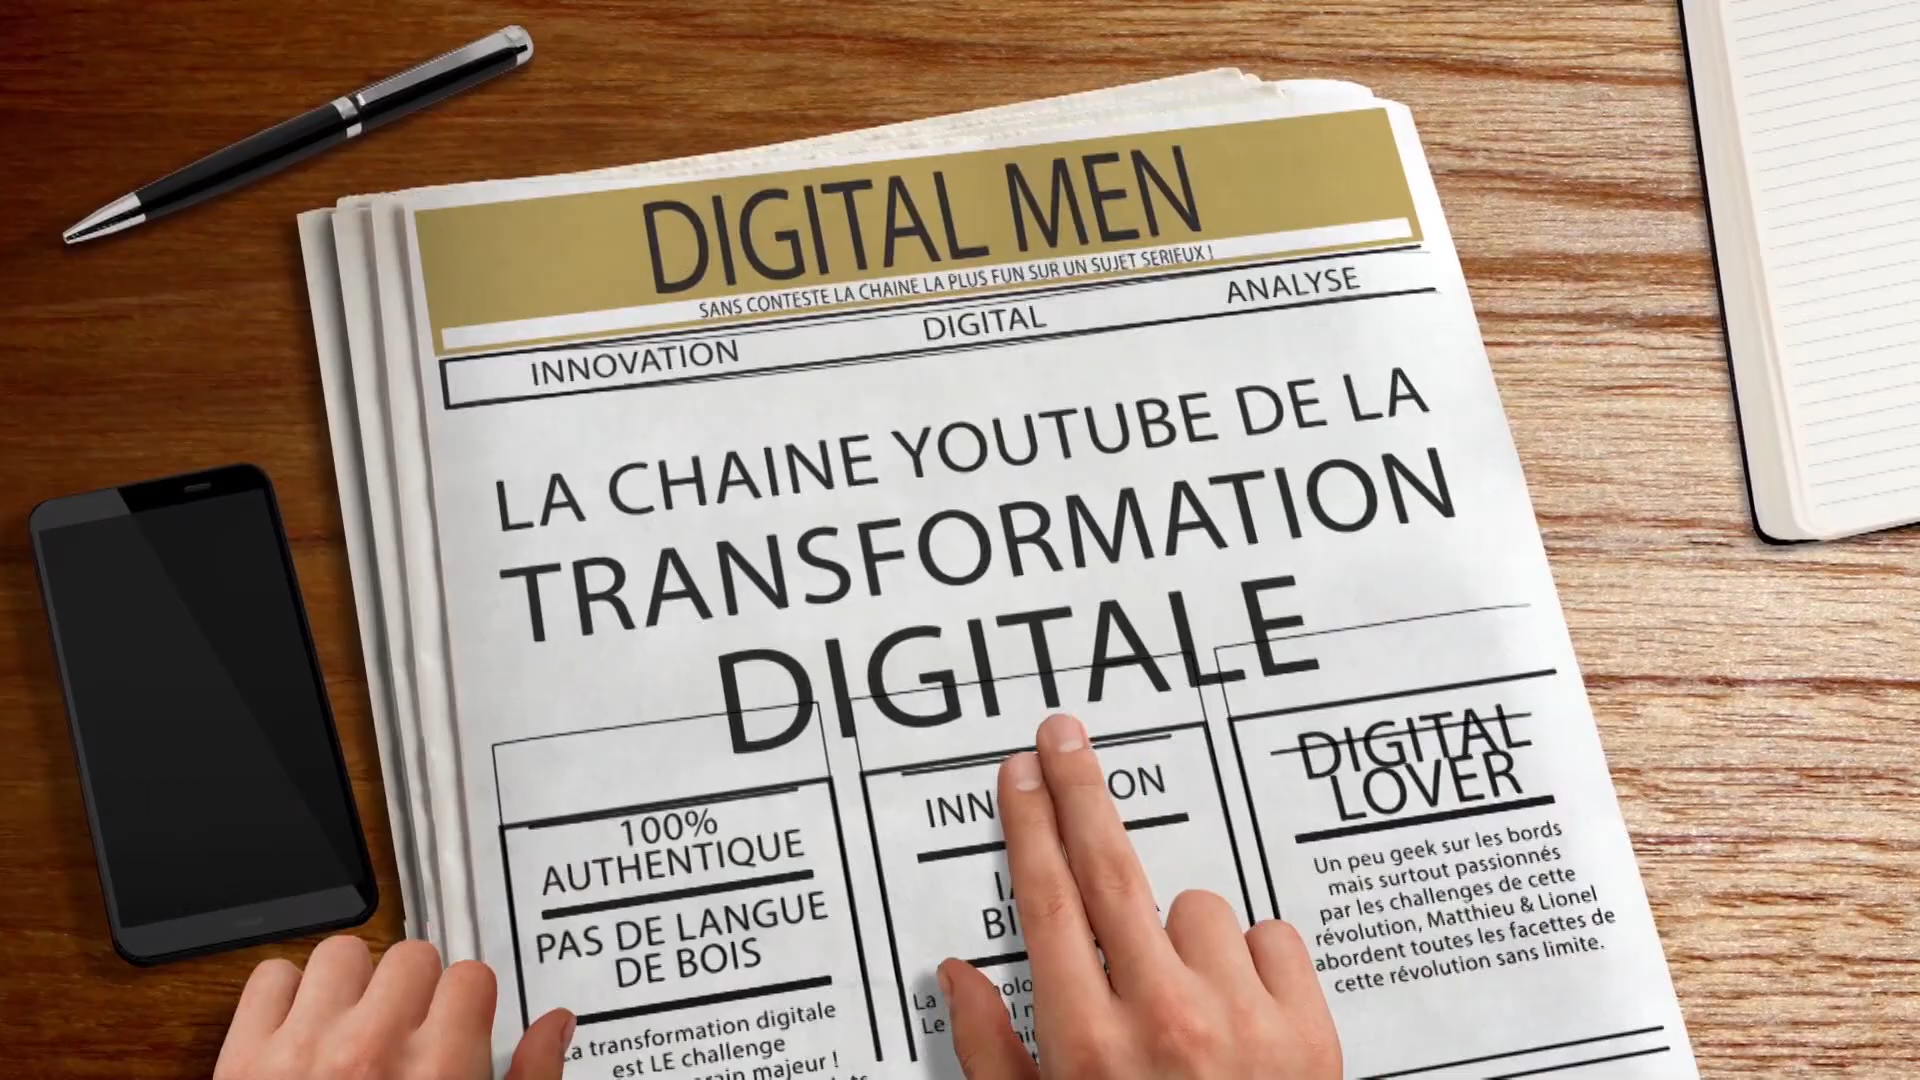 DIGITAL MEN
SANS CONTESTE LA CHAINE LA PLUS FUN SUR UN SUJET SERIEUX !
INNOVATION DIGITAL ANALYSE
LA CHAINE YOUTUBE DE LA
TRANSFORMATION
DIGITALE
100%
AUTHENTIQUE
PAS DE LANGUE
DE BOIS
transformation digitale
est LE challenge
majeur !
La
Le
DIGITAL
LOVER
Un peu geek sur les bords
mais surtout passionnés
par les challenges de cette
révolution, Matthieu & Lionel
abordent toutes les facettes de
cette révolution sans limite.